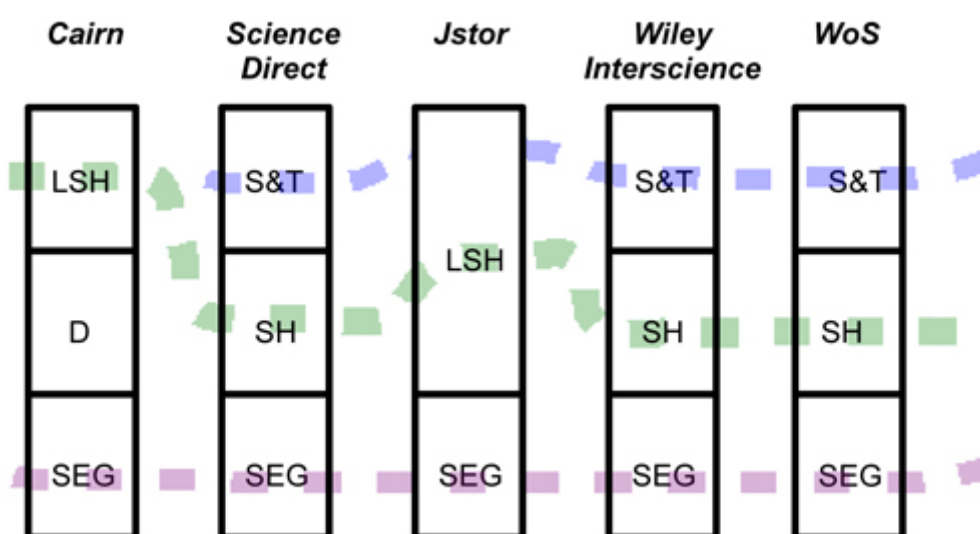 Cairn
Science
Direct
Jstor
Wiley
Interscience
WoS
LSH
S&T
S&T
S&T
LSH
D
SH
SH
SH
SEG
SEG
SEG
SEG
SEG